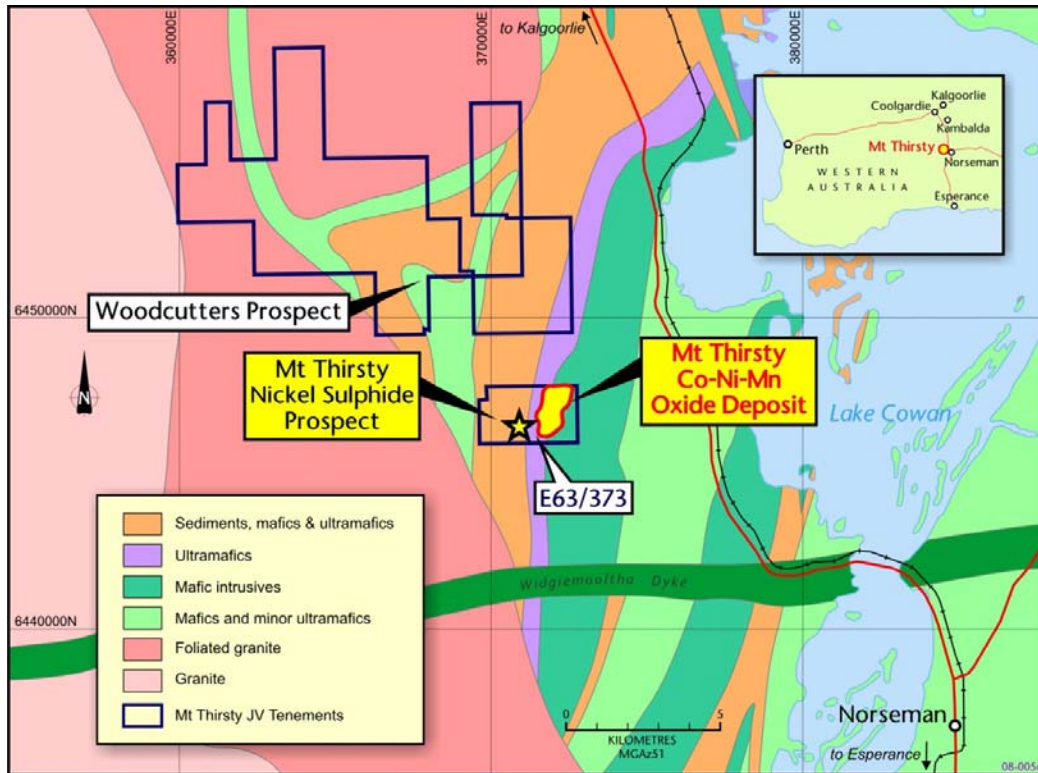 360000E
370000E
380000E
to Kalgoorlie
Kalgoorlie
Coolgardie
Kambalda
Perth
Mt Thirsty
Norseman
WESTERN
AUSTRALIA
Esperance
Woodcutters Prospect
6450000N
Mt Thirsty
Nickel Sulphide
Prospect
Mt Thirsty
Co-Ni-Mn
Oxide Deposit
N
Lake Cowan
E63/373
Sediments, mafics & ultramafics
Ultramafics
Mafic intrusives
Mafics and minor ultramafics
Foliated granite
Granite
Mt Thirsty JV Tenements
Widgiemooltha Dyke
6440000N
0 5
KILOMETRES
MGAz51
Norseman
to Esperance